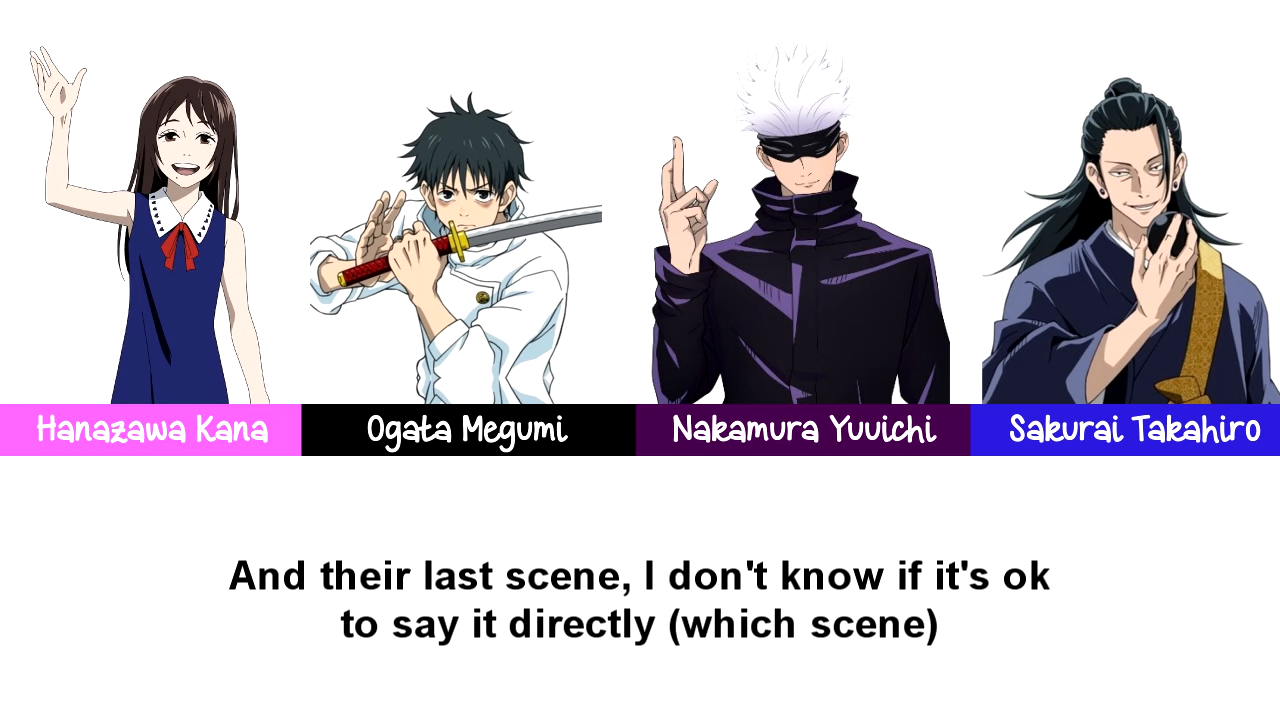 Hanazawa Kana
Ogata Megumi
Nakamura Yuuichi
Sakurai Takahiro
And their last scene, I don't know if it's ok
to say it directly (which scene)